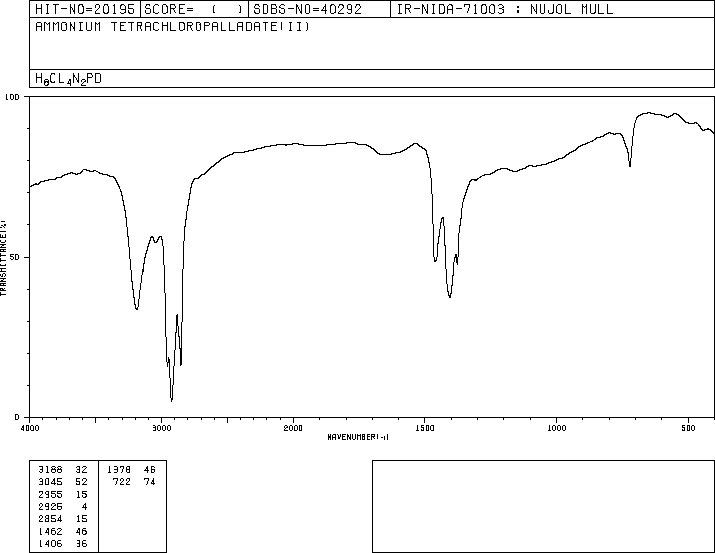 HIT-NO=20195 SCORE= ( ) SDBS-NO=40292 IR-NIDA-71003 : NUJOL MULL
AMMONIUM TETRACHLOROPALLADATE(II)
H8CL4N2PD
100
50
0
TRANSMITTANCE(%)
4000 3000 2000 1500 1000 500
WAVENUMBER(-1)
3188 32 1378 46
3045 52 722 74
2955 15
2925 4
2854 15
1462 46
1406 36